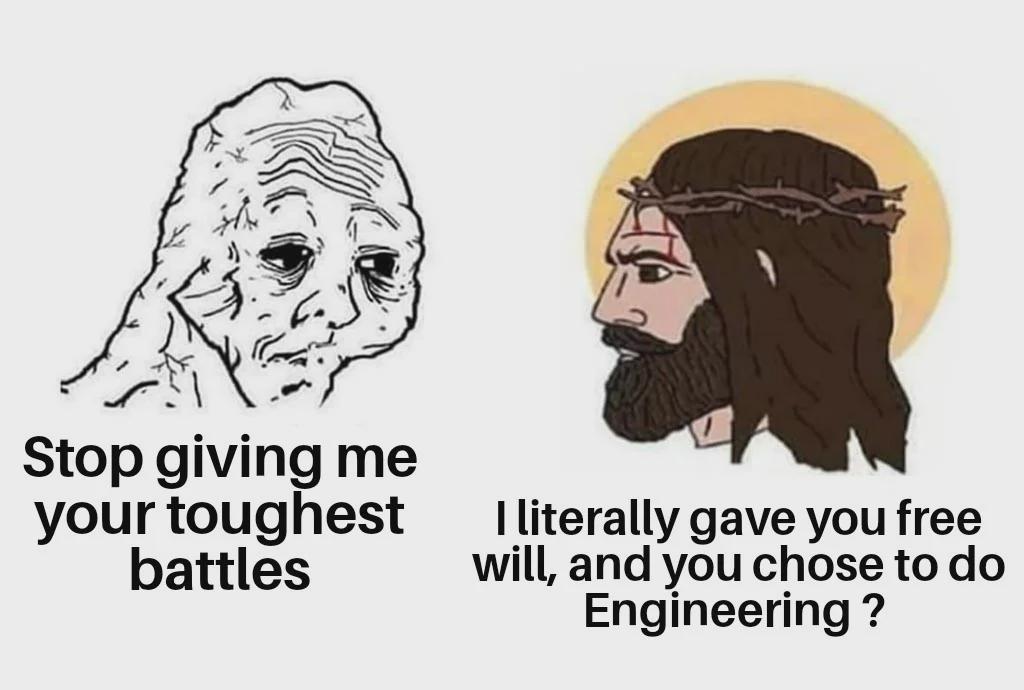 Stop giving me
your toughest
battles
I literally gave you free
will, and you chose to do
Engineering ?